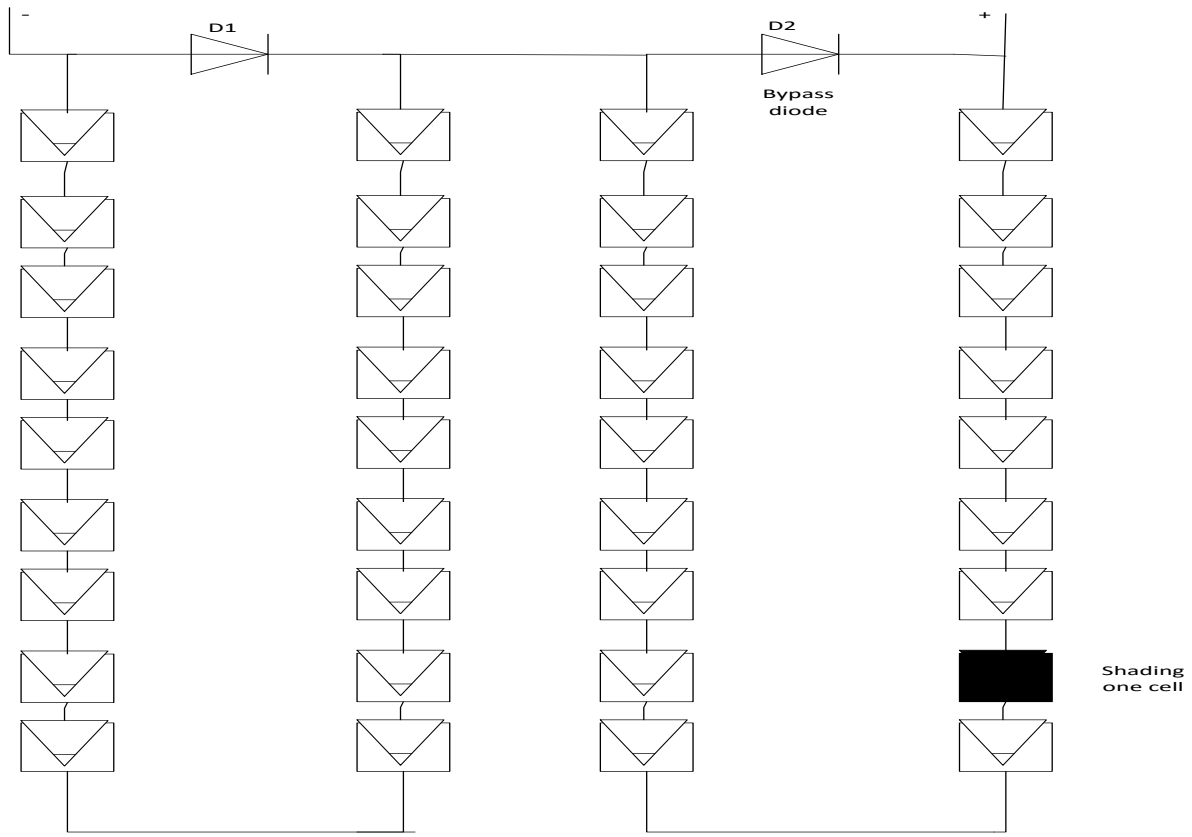 -
+
D1
D2
Bypass
diode
Shading
one cell